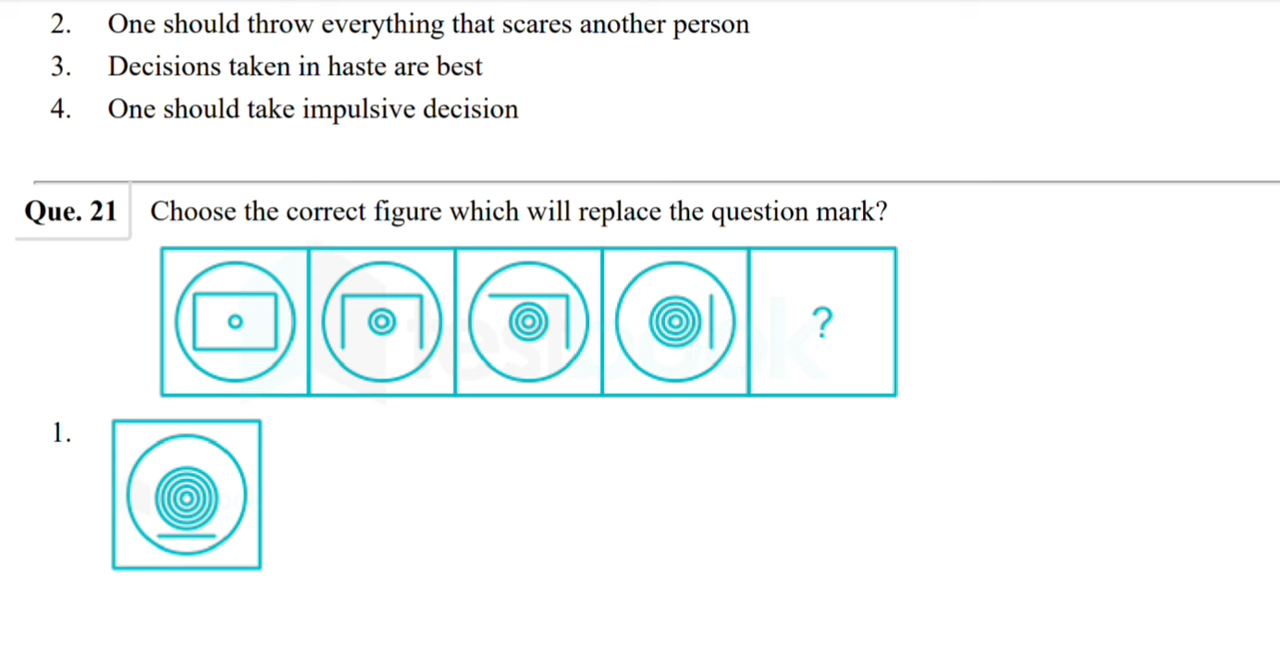 2. One should throw everything that scares another person
3. Decisions taken in haste are best
4. One should take impulsive decision
Que. 21 Choose the correct figure which will replace the question mark?
?
1.